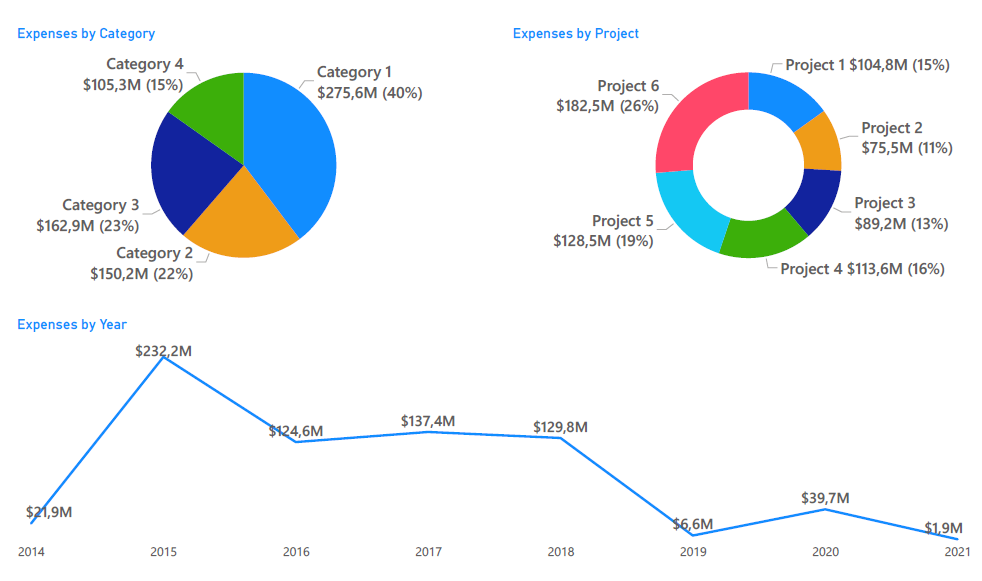 Expenses by Category
Category 4
$105,3M (15%)
Category 1
$275,6M (40%)
Category 3
$162,9M (23%)
Category 2
$150,2M (22%)
Expenses by Project
Project 1 $104,8M (15%)
Project 6
$182,5M (26%)
Project 2
$75,5M (11%)
Project 3
$89,2M (13%)
Project 5
$128,5M (19%)
Project 4 $113,6M (16%)
Expenses by Year
$232,2M
$137,4M
$129,8M
$124,6M
$39,7M
$21,9M
$6,6M
$1,9M
2014 2015 2016 2017 2018 2019 2020 2021